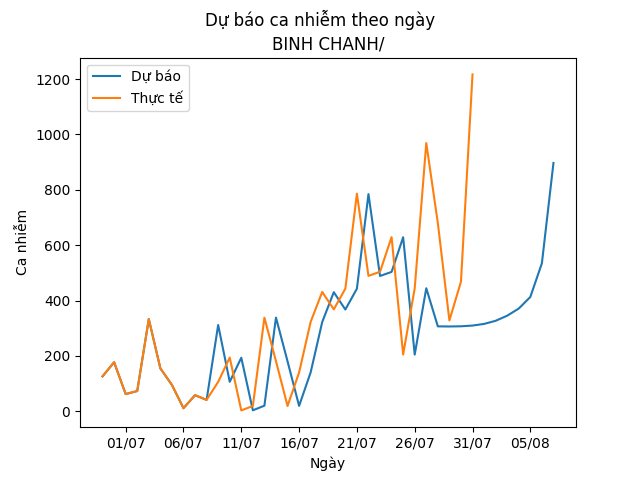 Dự báo ca nhiễm theo ngày
BINH CHANH/
Dự báo
Thực tế
1200
1000
800
600
400
200
0
Ca nhiễm
01/07 06/07 11/07 16/07 21/07 26/07 31/07 05/08
Ngày